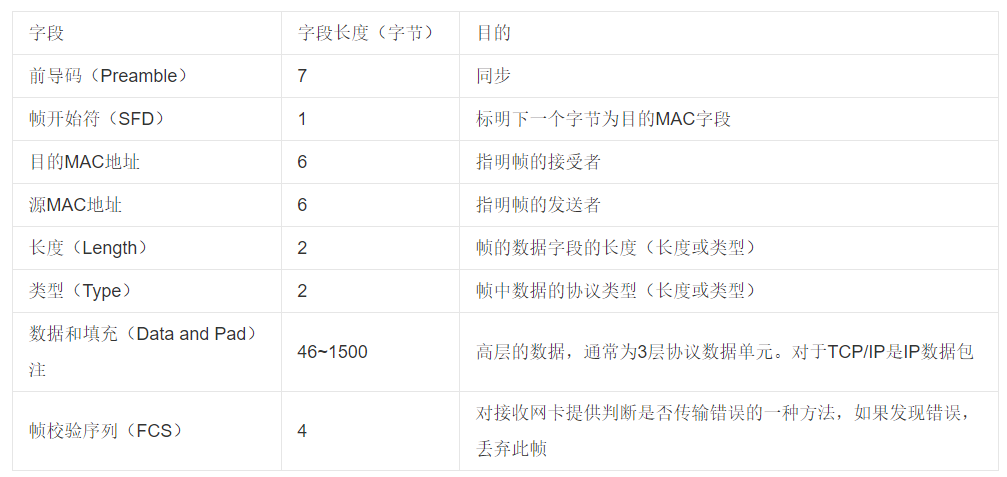 字段 字段长度（字节） 目的
前导码（Preamble） 7 同步
帧开始符（SFD） 1 标明下一个字节为目的MAC字段
目的MAC地址 6 指明帧的接受者
源MAC地址 6 指明帧的发送者
长度（Length） 2 帧的数据字段的长度（长度或类型）
类型（Type） 2 帧中数据的协议类型（长度或类型）
数据和填充（Data and Pad）
注
46~1500 高层的数据，通常为3层协议数据单元。对于TCP/IP是IP数据包
帧校验序列（FCS） 4 对接收网卡提供判断是否传输错误的一种方法，如果发现错误，
丢弃此帧